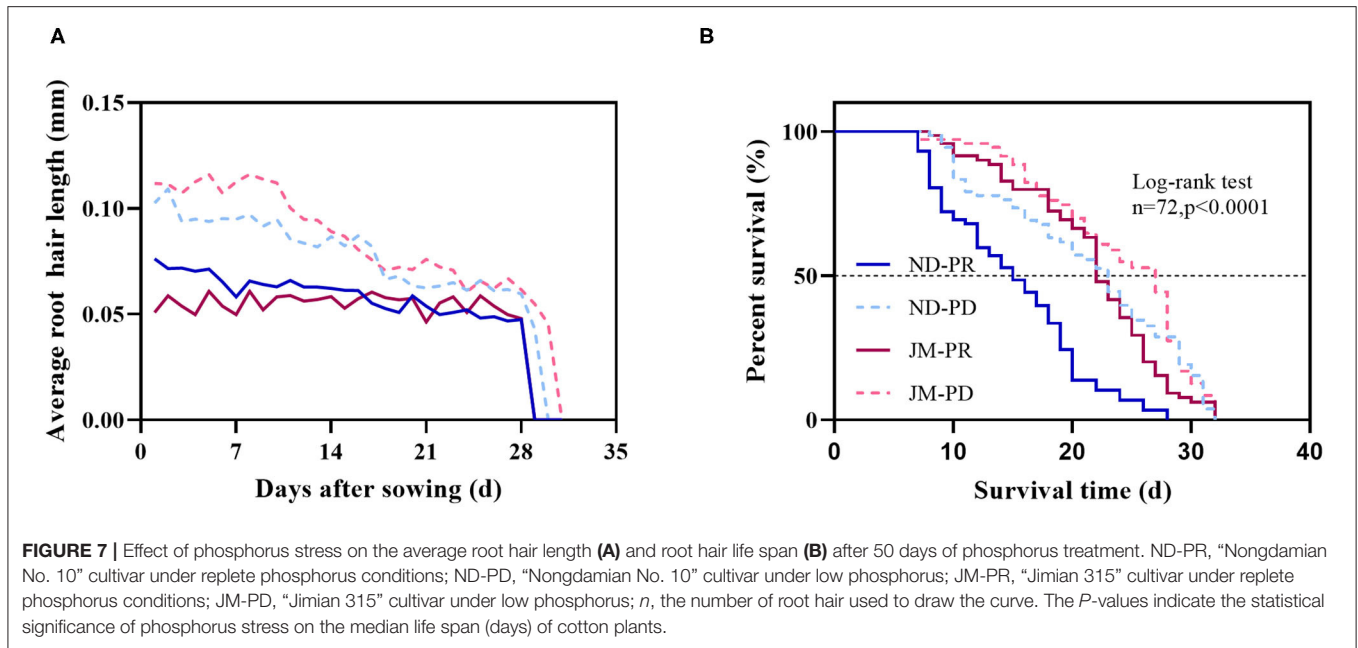 A
Average root hair length (mm)
0.15
0.10
0.05
0.00
0 7 14 21 28 35
Days after sowing (d)
B
Percent survival (%)
100
50
0
Log-rank test
n=72,p<0.0001
ND-PR
ND-PD
JM-PR
JM-PD
0 10 20 30 40
Survival time (d)
FIGURE 7 | Effect of phosphorus stress on the average root hair length (A) and root hair life span (B) after 50 days of phosphorus treatment. ND-PR, “Nongdamian
No. 10” cultivar under replete phosphorus conditions; ND-PD, “Nongdamian No. 10” cultivar under low phosphorus; JM-PR, “Jimian 315” cultivar under replete
phosphorus conditions; JM-PD, “Jimian 315” cultivar under low phosphorus; n, the number of root hair used to draw the curve. The P-values indicate the statistical
significance of phosphorus stress on the median life span (days) of cotton plants.